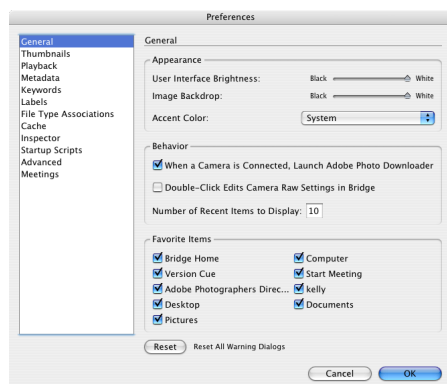 Preferences
General
Thumbnails
Playback
Metadata
Keywords
Labels
File Type Associations
Cache
Inspector
Startup Scripts
Advanced
Meetings
General
Appearance
User Interface Brightness: Black White
Image Backdrop: Black White
Accent Color: System
Behavior
When a Camera is Connected, Launch Adobe Photo Downloader
Double-Click Edits Camera Raw Settings in Bridge
Number of Recent Items to Display: 10
Favorite Items
Bridge Home Computer
Version Cue Start Meeting
Adobe Photographers Direc... kelly
Desktop Documents
Pictures
Reset Reset All Warning Dialogs
Cancel OK